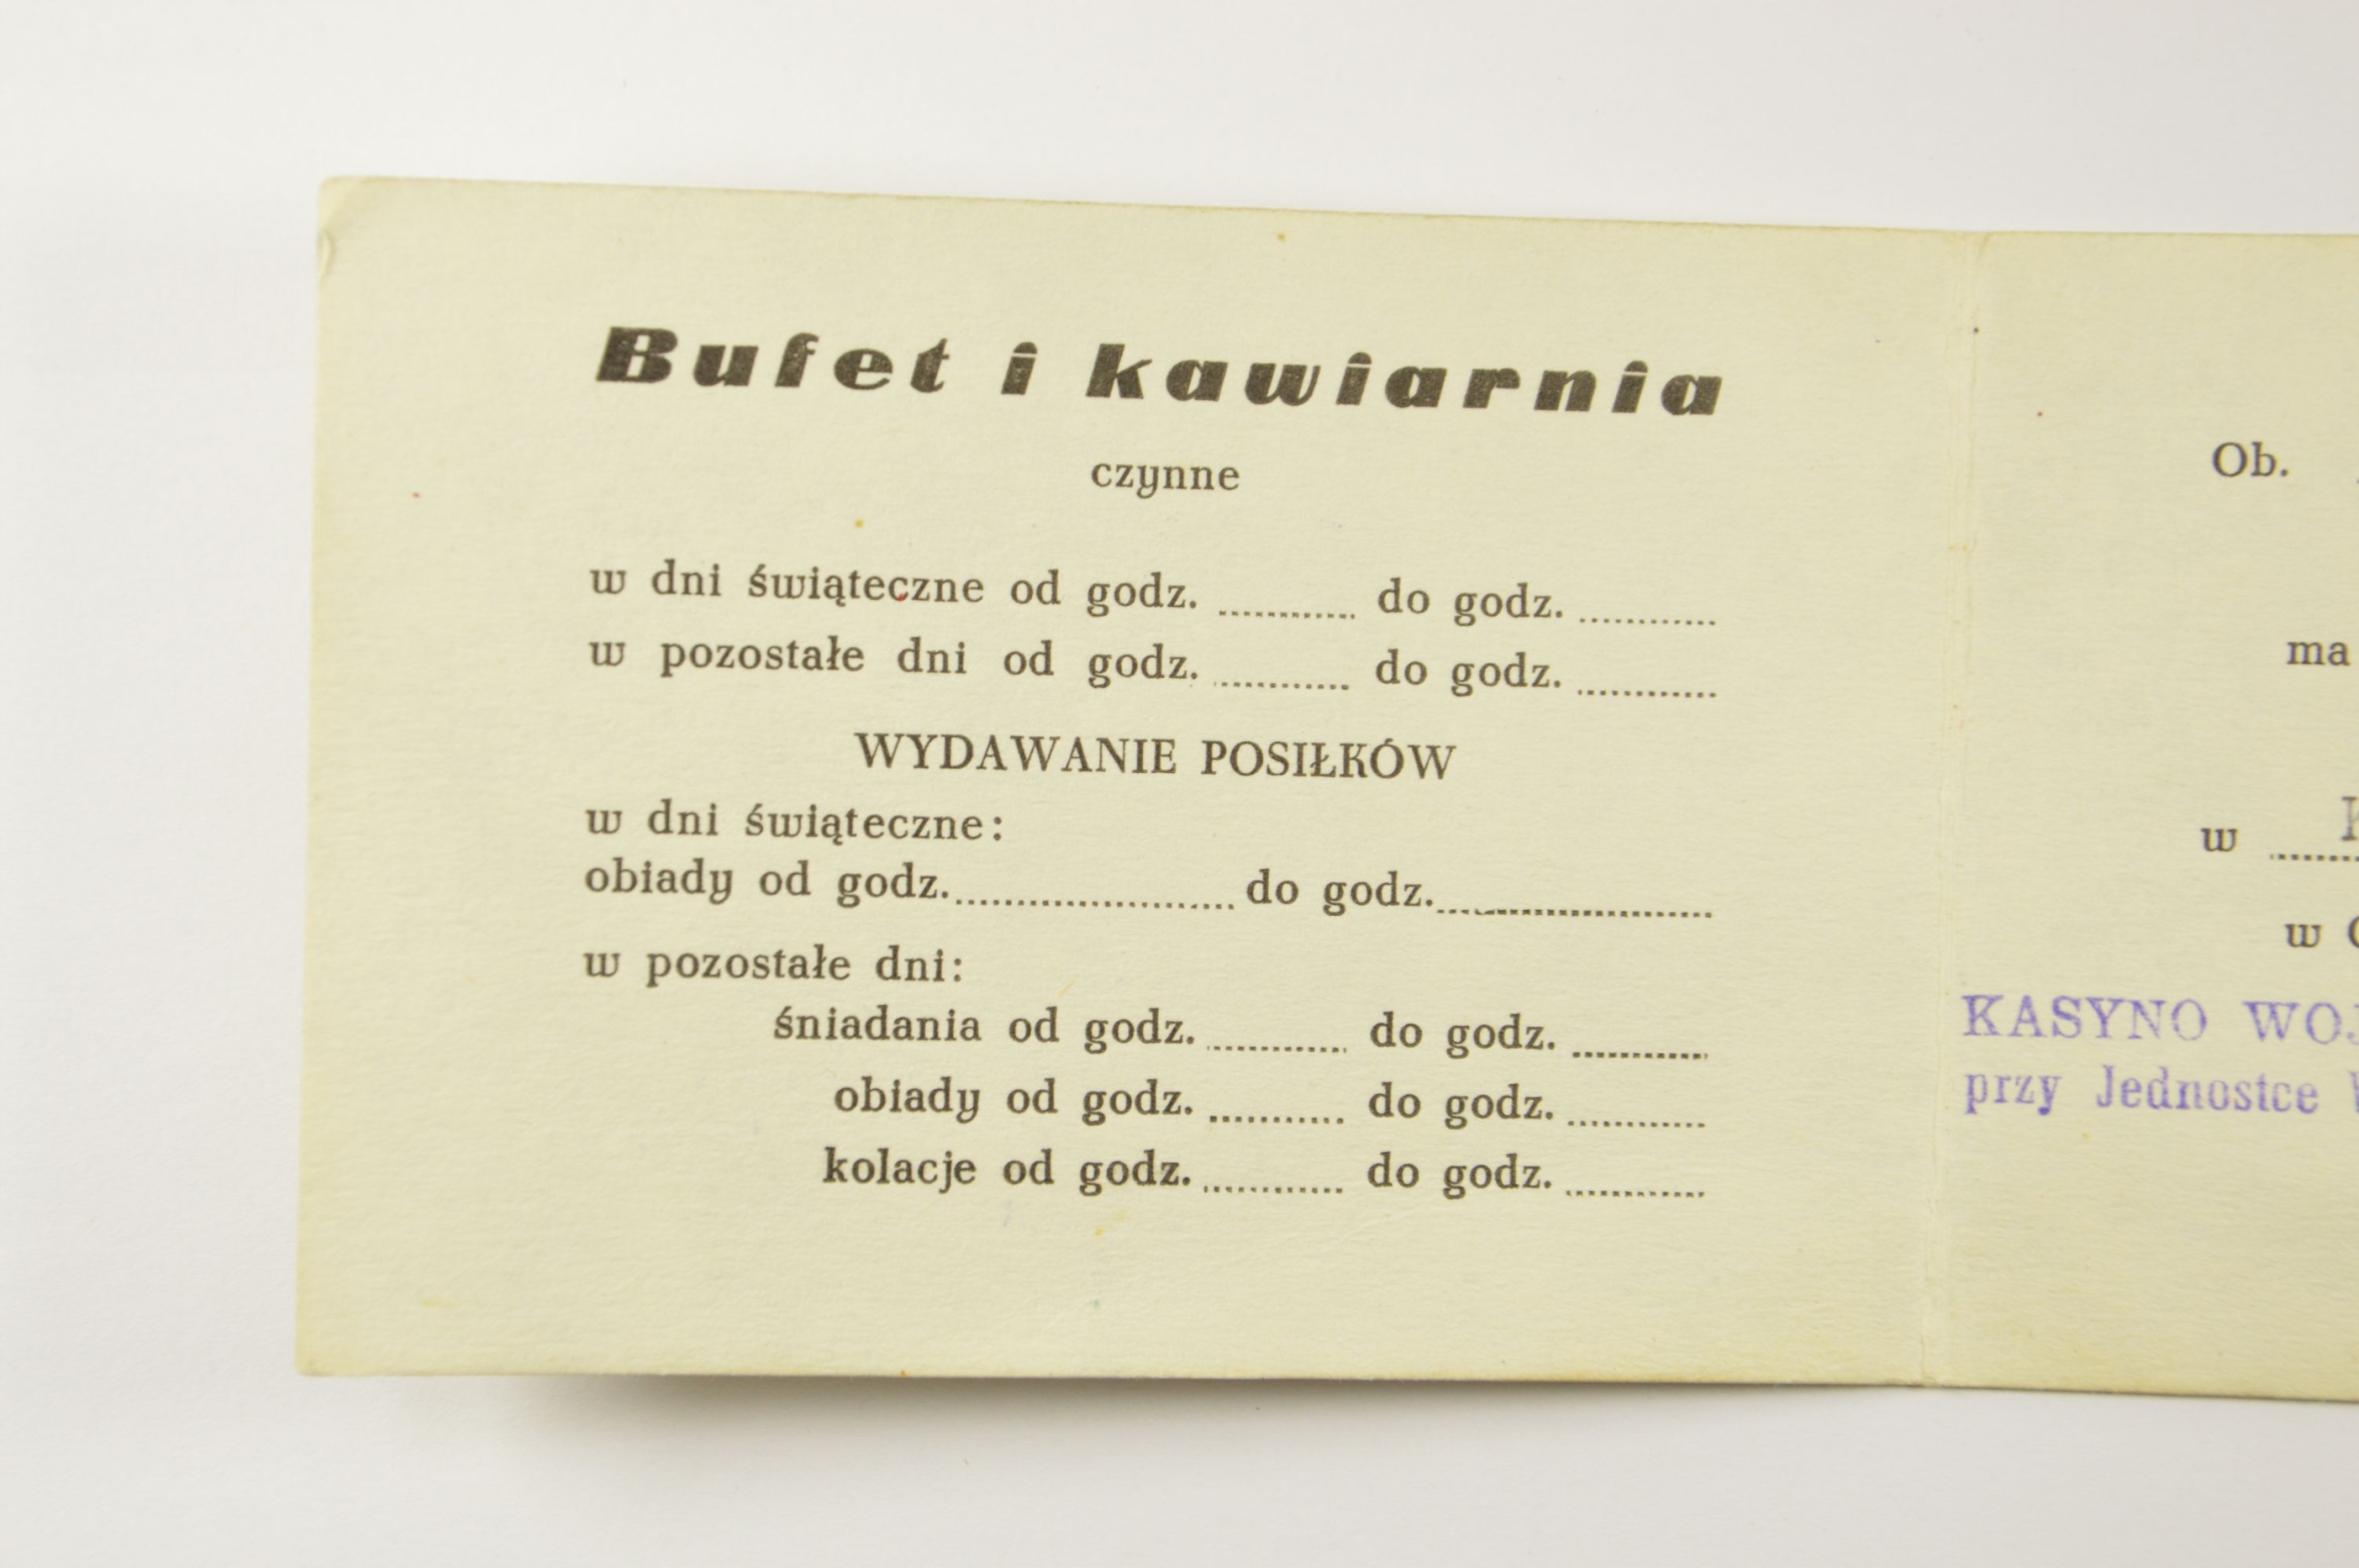 Bufet i kawiarnia
czynne
w dni świąteczne od godz. ............ do godz. ............
w pozostałe dni od godz. ............ do godz. ............
WYDAWANIE POSIŁKÓW
w dni świąteczne:
obiady od godz. ........................ do godz. ........................
w pozostałe dni:
śniadania od godz. ............ do godz. ............
obiady od godz. ............ do godz. ............
kolacje od godz. ............ do godz. ............
Ob.
ma
w
w
KASYNO
przy Jednostce